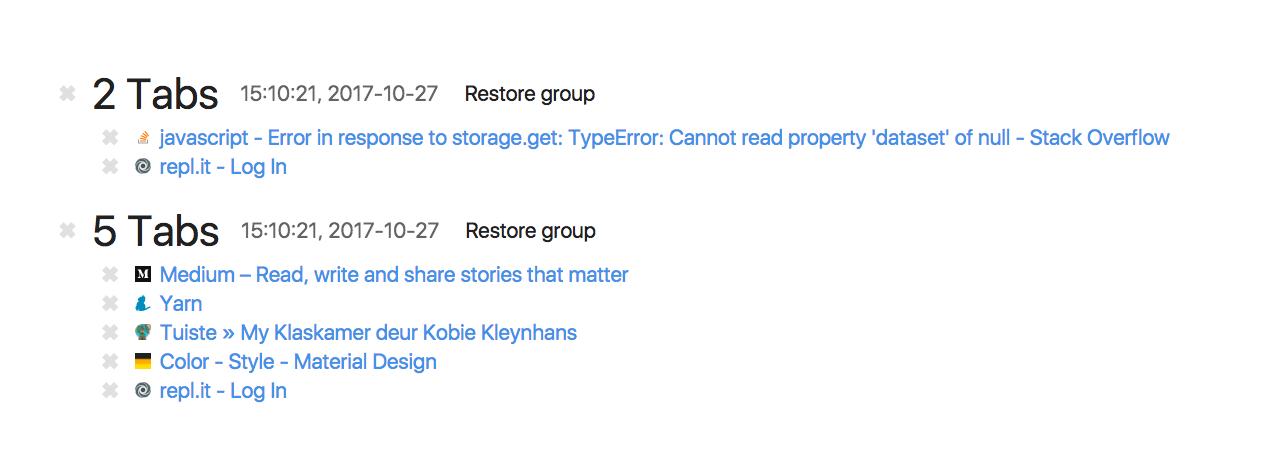 2 Tabs 15:10:21, 2017-10-27 Restore group
javascript - Error in response to storage.get: TypeError: Cannot read property 'dataset' of null - Stack Overflow
repl.it - Log In
5 Tabs 15:10:21, 2017-10-27 Restore group
M Medium – Read, write and share stories that matter
Yarn
Tuiste » My Klaskamer deur Kobie Kleynhans
Color - Style - Material Design
repl.it - Log In